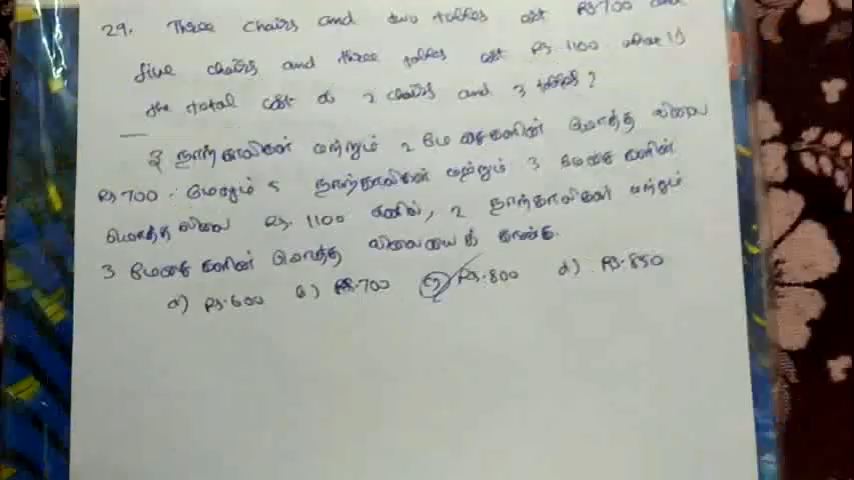 29. Three chairs and two tables cost Rs.700 and
five chairs and three tables cost Rs. 1100 what is
the total cost of 2 chairs and 3 tables?
3 நாற்காலிகள் மற்றும் 2 மேசைகளின் மொத்த விலை
Rs 700. மேலும் 5 நாற்காலிகள் மற்றும் 3 மேசைகளின்
மொத்தவிலை Rs. 1100 எனில், 2 நாற்காலிகள் மற்றும்
3 மேசைகளின் மொத்த விலையைக் காண்க.
a) Rs.600 b) Rs.700 c) Rs.800 d) Rs.850